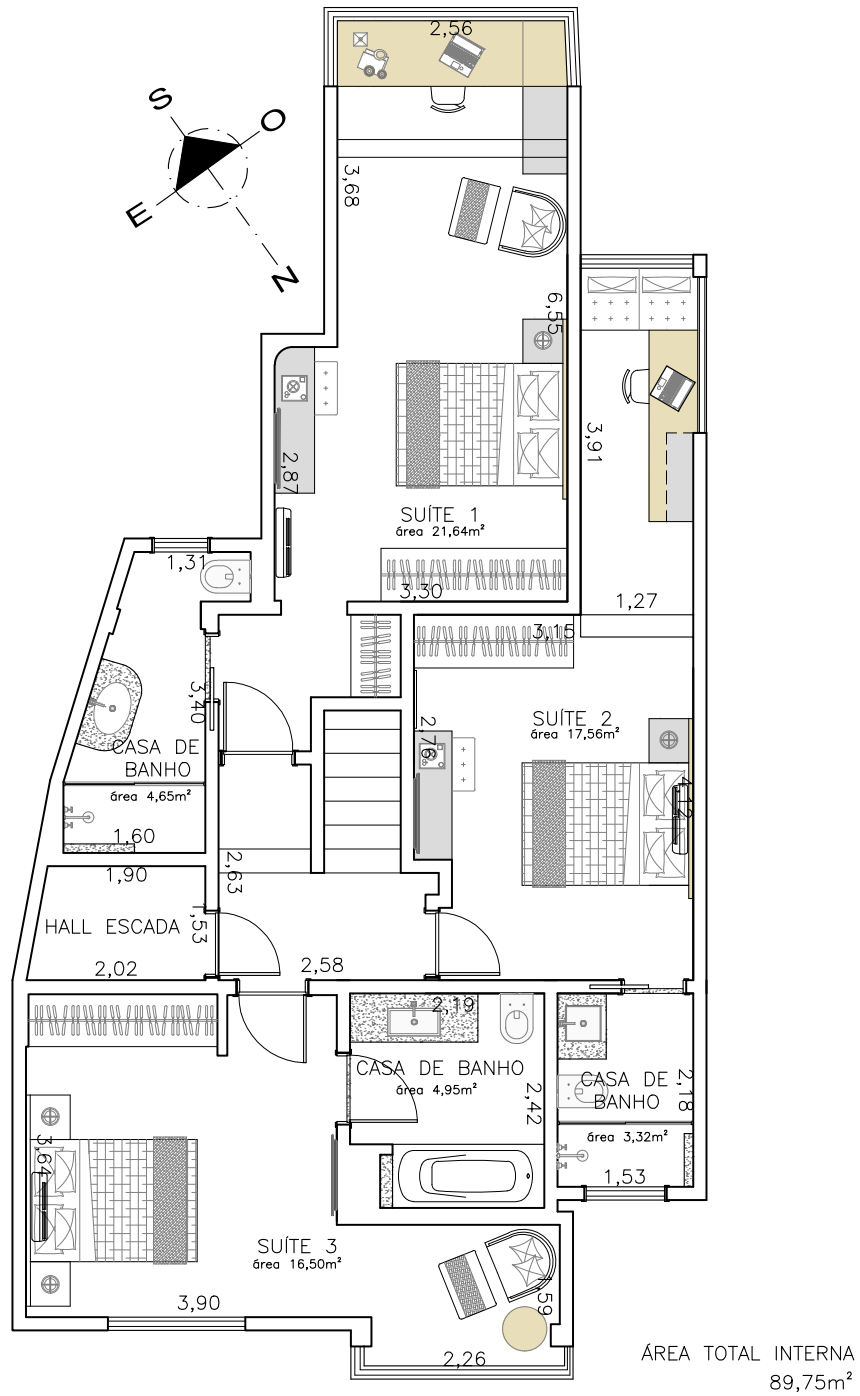 2,56
S
O
E
N
3,68
6,55
2,87
3,91
SUÍTE 1
área 21,64m²
1,31
3,30
1,27
3,15
3,40
SUÍTE 2
área 17,56m²
2,76
CASA DE
BANHO
área 4,65m²
4,12
1,60
2,63
1,90
HALL ESCADA
1,53
2,02
2,58
2,19
CASA DE BANHO
área 4,95m²
2,42
CASA DE
BANHO
2,18
área 3,32m²
1,53
3,64
SUÍTE 3
área 16,50m²
3,90
,59
2,26
ÁREA TOTAL INTERNA
89,75m²